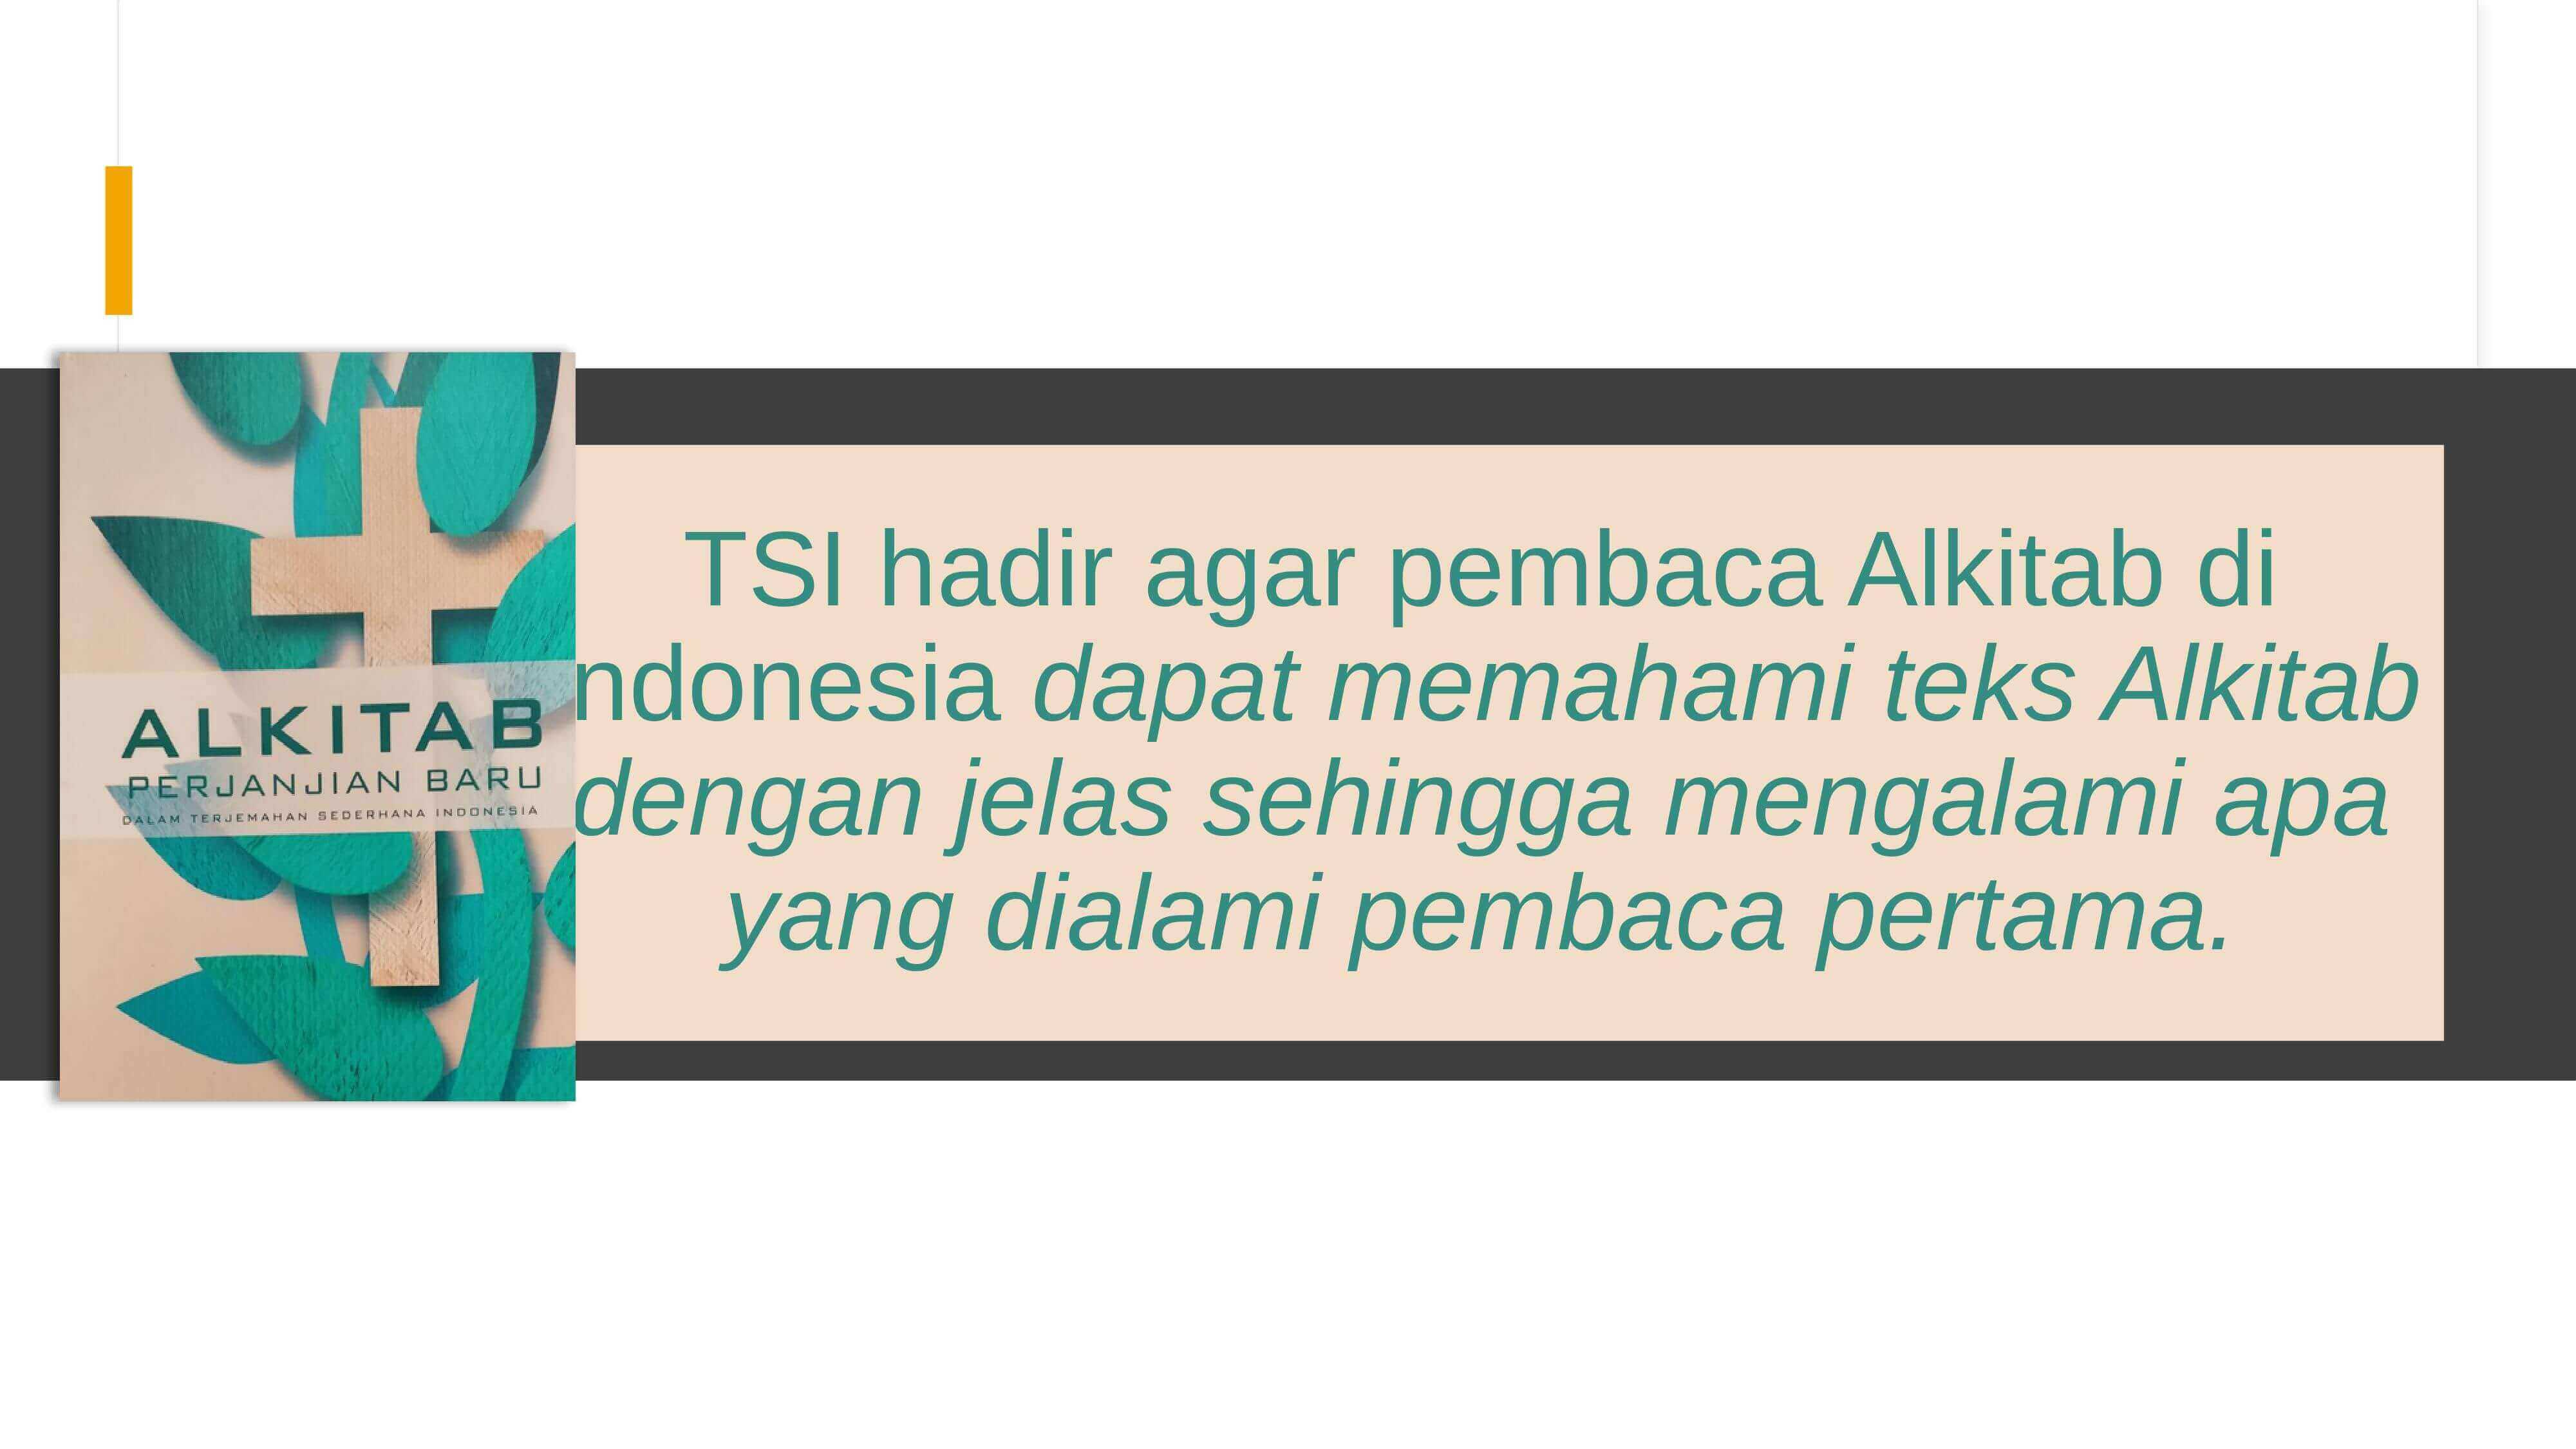 ALKITAB
PERJANJIAN BARU
DALAM TERJEMAHAN SEDERHANA INDONESIA
TSI hadir agar pembaca Alkitab di
ndonesia dapat memahami teks Alkitab
dengan jelas sehingga mengalami apa
yang dialami pembaca pertama.